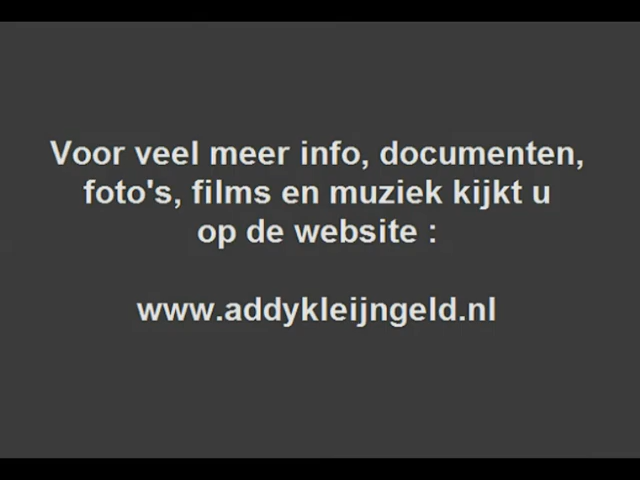 Voor veel meer info, documenten,
foto's, films en muziek kijkt u
op de website :
www.addykleijngeld.nl